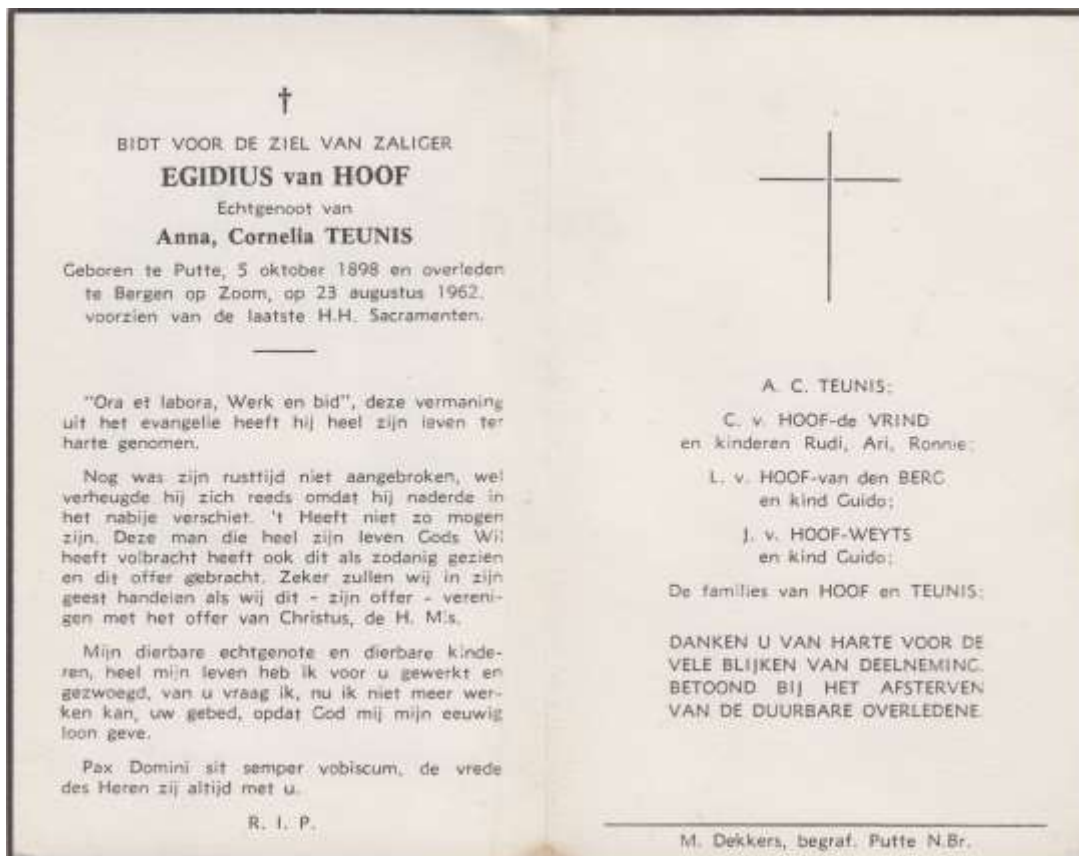 †
BIDT VOOR DE ZIEL VAN ZALIGER
EGIDIUS van HOOF
Echtgenoot van
Anna, Cornelia TEUNIS
Geboren te Putte, 5 oktober 1898 en overleden
te Bergen op Zoom, op 23 augustus 1962,
voorzien van de laatste H.H. Sacramenten.
"Ora et labora, Werk en bid", deze vermaning
uit het evangelie heeft hij heel zijn leven ter
harte genomen.
Nog was zijn rusttijd niet aangebroken, wel
verheugde hij zich reeds omdat hij naderde in
het nabije verschiet. 't Heeft niet zo mogen
zijn. Deze man die heel zijn leven Gods Wil
heeft volbracht heeft ook dit als zodanig gezien
en dit offer gebracht. Zeker zullen wij in zijn
geest handelen als wij dit - zijn offer - vereni-
gen met het offer van Christus, de H. Mis.
Mijn dierbare echtgenote en dierbare kinde-
ren, heel mijn leven heb ik voor u gewerkt en
gezwoegd, van u vraag ik, nu ik niet meer wer-
ken kan, uw gebed, opdat God mij mijn eeuwig
loon geve.
Pax Domini sit semper vobiscum, de vrede
des Heren zij altijd met u.
R. I. P.
A. C. TEUNIS;
C. v. HOOF-de VRIND
en kinderen Rudi, Ari, Ronnie;
L. v. HOOF-van den BERG
en kind Guido;
J. v. HOOF-WEYTS
en kind Guido;
De families van HOOF en TEUNIS;
DANKEN U VAN HARTE VOOR DE
VELE BLIJKEN VAN DEELNEMING,
BETOOND BIJ HET AFSTERVEN
VAN DE DUURBARE OVERLEDENE.
M. Dekkers, begraf. Putte N.Br.